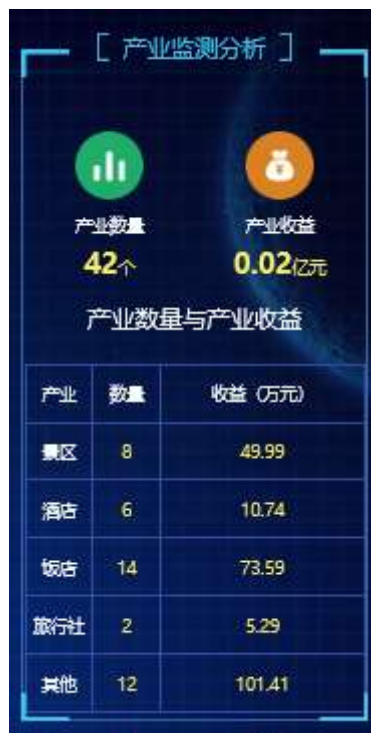 [ 产业监测分析 ]
产业数量 产业收益
42个 0.02亿元
产业数量与产业收益
产业 数量 收益（万元）
景区 8 49.99
酒店 6 10.74
饭店 14 73.59
旅行社 2 5.29
其他 12 101.41